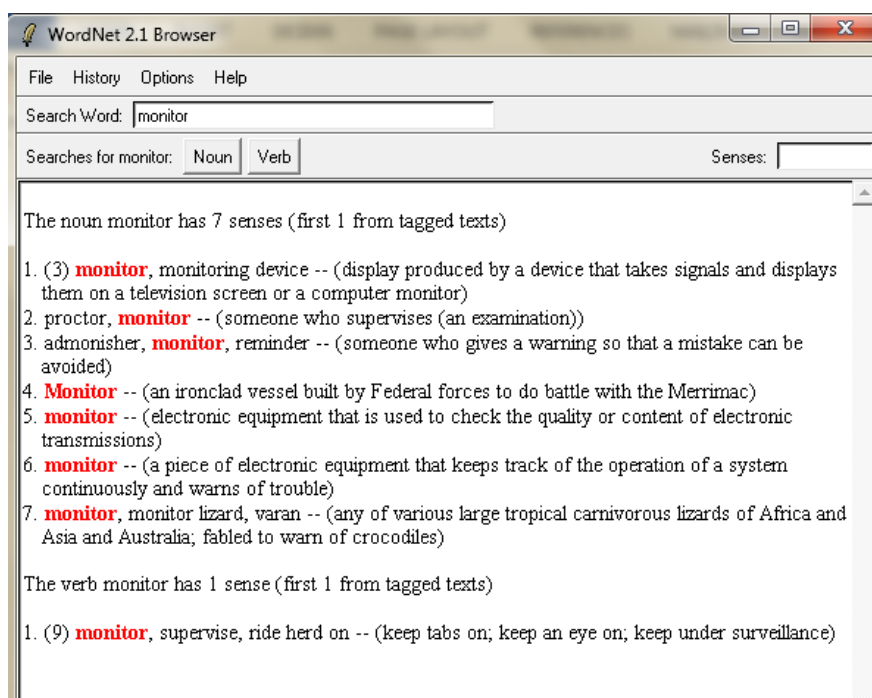 WordNet 2.1 Browser
File History Options Help
Search Word: monitor
Searches for monitor: Noun Verb Senses:
The noun monitor has 7 senses (first 1 from tagged texts)
1. (3) monitor, monitoring device -- (display produced by a device that takes signals and displays
them on a television screen or a computer monitor)
2. proctor, monitor -- (someone who supervises (an examination))
3. admonisher, monitor, reminder -- (someone who gives a warning so that a mistake can be
avoided)
4. Monitor -- (an ironclad vessel built by Federal forces to do battle with the Merrimac)
5. monitor -- (electronic equipment that is used to check the quality or content of electronic
transmissions)
6. monitor -- (a piece of electronic equipment that keeps track of the operation of a system
continuously and warns of trouble)
7. monitor, monitor lizard, varan -- (any of various large tropical carnivorous lizards of Africa and
Asia and Australia; fabled to warn of crocodiles)
The verb monitor has 1 sense (first 1 from tagged texts)
1. (9) monitor, supervise, ride herd on -- (keep tabs on; keep an eye on; keep under surveillance)